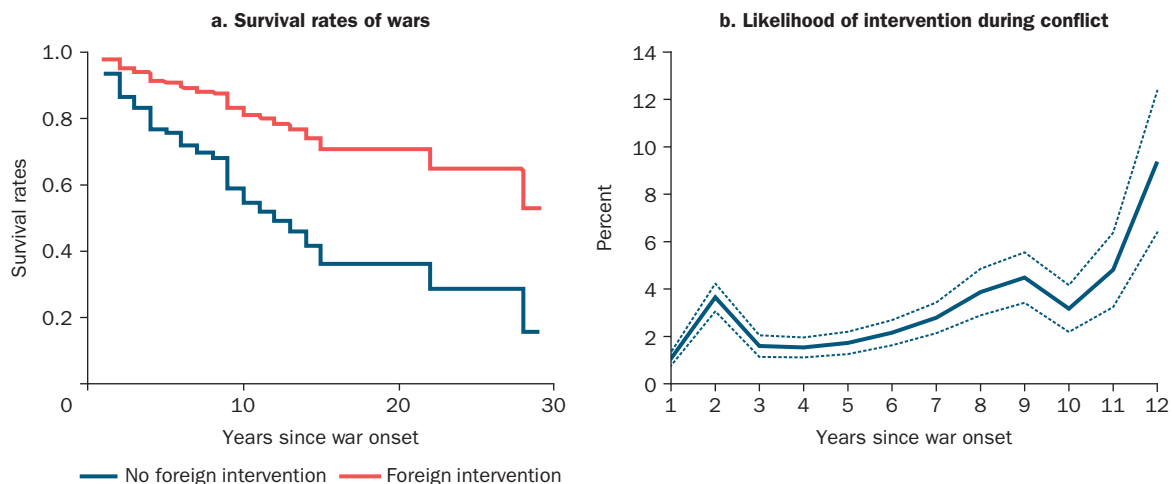 a. Survival rates of wars
1.0
0.8
0.6
0.4
0.2
0
10
20
30
Survival rates
Years since war onset
No foreign intervention
Foreign intervention
b. Likelihood of intervention during conflict
14
12
10
8
6
4
2
0
1 2 3 4 5 6 7 8 9 10 11 12
Percent
Years since war onset